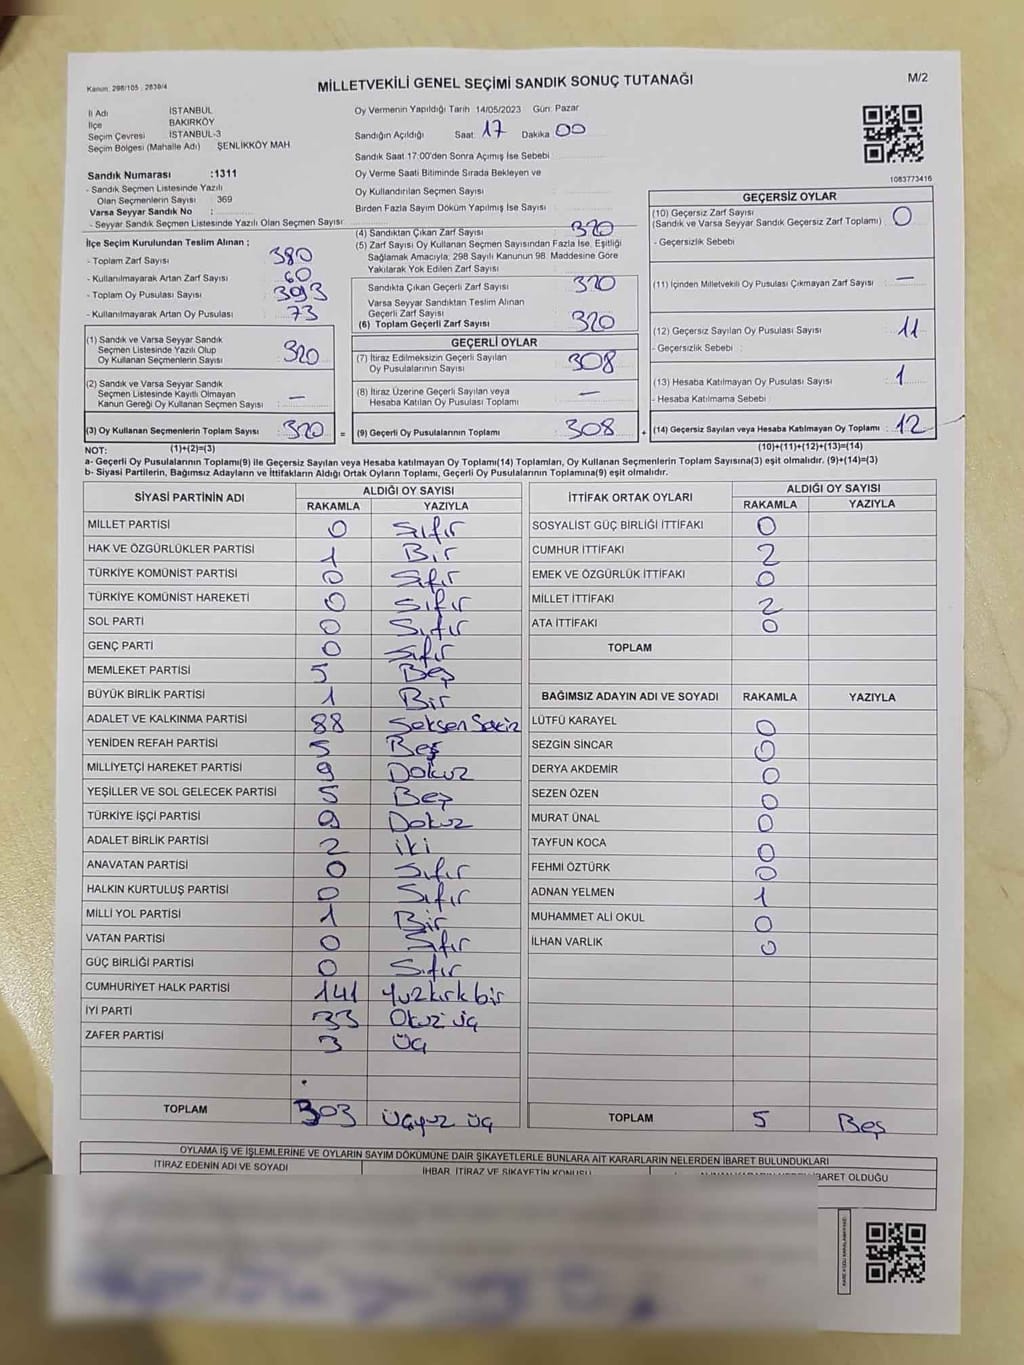 Kanun: 298/105 ; 2839/4
MİLLETVEKİLİ GENEL SEÇİMİ SANDIK SONUÇ TUTANAĞI
M/2
İl Adı İSTANBUL
İlçe BAKIRKÖY
Seçim Çevresi İSTANBUL-3
Seçim Bölgesi (Mahalle Adı) ŞENLİKKÖY MAH.
Sandık Numarası :1311
- Sandık Seçmen Listesinde Yazılı
Olan Seçmenlerin Sayısı : 369
Varsa Seyyar Sandık No :
- Seyyar Sandık Seçmen Listesinde Yazılı Olan Seçmen Sayısı:
Oy Vermenin Yapıldığı Tarih 14/05/2023 Gün: Pazar
Sandığın Açıldığı Saat: 17 Dakika 00
Sandık Saat 17:00'den Sonra Açımış İse Sebebi
Oy Verme Saati Bitiminde Sırada Bekleyen ve
Oy Kullandırılan Seçmen Sayısı
Birden Fazla Sayım Döküm Yapılmış İse Sayısı
1083773416
İlçe Seçim Kurulundan Teslim Alınan ;
- Toplam Zarf Sayısı : 380
- Kullanılmayarak Artan Zarf Sayısı : 60
- Toplam Oy Pusulası Sayısı : 393
- Kullanılmayarak Artan Oy Pusulası : 73
(1) Sandık ve Varsa Seyyar Sandık
Seçmen Listesinde Yazılı Olup
Oy Kullanan Seçmenlerin Sayısı 320
(2) Sandık ve Varsa Seyyar Sandık
Seçmen Listesinde Kayıtlı Olmayan
Kanun Gereği Oy Kullanan Seçmen Sayısı : —
(3) Oy Kullanan Seçmenlerin Toplam Sayısı : 320 =
(1)+(2)=(3)
(4) Sandıktan Çıkan Zarf Sayısı 320
(5) Zarf Sayısı Oy Kullanan Seçmen Sayısından Fazla İse, Eşitliği
Sağlamak Amacıyla; 298 Sayılı Kanunun 98. Maddesine Göre
Yakılarak Yok Edilen Zarf Sayısı
Sandıkta Çıkan Geçerli Zarf Sayısı 320
Varsa Seyyar Sandıktan Teslim Alınan
Geçerli Zarf Sayısı
(6) Toplam Geçerli Zarf Sayısı 320
GEÇERLİ OYLAR
(7) İtiraz Edilmeksizin Geçerli Sayılan
Oy Pusulalarının Sayısı 308
(8) İtiraz Üzerine Geçerli Sayılan veya
Hesaba Katılan Oy Pusulası Toplamı —
(9) Geçerli Oy Pusulalarının Toplamı 308 +
GEÇERSİZ OYLAR
(10) Geçersiz Zarf Sayısı
(Sandık ve Varsa Seyyar Sandık Geçersiz Zarf Toplamı) 0
- Geçersizlik Sebebi
(11) İçinden Milletvekili Oy Pusulası Çıkmayan Zarf Sayısı : —
(12) Geçersiz Sayılan Oy Pusulası Sayısı : 11
- Geçersizlik Sebebi :
(13) Hesaba Katılmayan Oy Pusulası Sayısı : 1
- Hesaba Katılmama Sebebi
(14) Geçersiz Sayılan veya Hesaba Katılmayan Oy Toplamı : 12
(10)+(11)+(12)+(13)=(14)
NOT:
a- Geçerli Oy Pusulalarının Toplamı(9) ile Geçersiz Sayılan veya Hesaba katılmayan Oy Toplamı(14) Toplamları, Oy Kullanan Seçmenlerin Toplam Sayısına(3) eşit olmalıdır. (9)+(14)=(3)
b- Siyasi Partilerin, Bağımsız Adayların ve İttifakların Aldığı Ortak Oyların Toplamı, Geçerli Oy Pusulalarının Toplamına(9) eşit olmalıdır.
SİYASİ PARTİNİN ADI
ALDIĞI OY SAYISI
RAKAMLA YAZIYLA
MİLLET PARTİSİ 0 Sıfır
HAK VE ÖZGÜRLÜKLER PARTİSİ 1 Bir
TÜRKİYE KOMÜNİST PARTİSİ 0 Sıfır
TÜRKİYE KOMÜNİST HAREKETİ 0 Sıfır
SOL PARTİ 0 Sıfır
GENÇ PARTİ 0 Sıfır
MEMLEKET PARTİSİ 5 Beş
BÜYÜK BİRLİK PARTİSİ 1 Bir
ADALET VE KALKINMA PARTİSİ 88 Seksen Sekiz
YENİDEN REFAH PARTİSİ 5 Beş
MİLLİYETÇİ HAREKET PARTİSİ 9 Dokuz
YEŞİLLER VE SOL GELECEK PARTİSİ 5 Beş
TÜRKİYE İŞÇİ PARTİSİ 9 Dokuz
ADALET BİRLİK PARTİSİ 2 iki
ANAVATAN PARTİSİ 0 Sıfır
HALKIN KURTULUŞ PARTİSİ 0 Sıfır
MİLLİ YOL PARTİSİ 1 Bir
VATAN PARTİSİ 0 Sıfır
GÜÇ BİRLİĞİ PARTİSİ 0 Sıfır
CUMHURİYET HALK PARTİSİ 141 Yüzkırk bir
İYİ PARTİ 33 Otuz üç
ZAFER PARTİSİ 3 Üç
TOPLAM 303 Üçyüz üç
İTTİFAK ORTAK OYLARI
ALDIĞI OY SAYISI
RAKAMLA YAZIYLA
SOSYALİST GÜÇ BİRLİĞİ İTTİFAKI 0
CUMHUR İTTİFAKI 2
EMEK VE ÖZGÜRLÜK İTTİFAKI 0
MİLLET İTTİFAKI 2
ATA İTTİFAKI 0
TOPLAM
BAĞIMSIZ ADAYIN ADI VE SOYADI RAKAMLA YAZIYLA
LÜTFÜ KARAYEL 0
SEZGİN SİNCAR 0
DERYA AKDEMİR 0
SEZEN ÖZEN 0
MURAT ÜNAL 0
TAYFUN KOCA 0
FEHMİ ÖZTÜRK 0
ADNAN YELMEN 1
MUHAMMET ALİ OKUL 0
İLHAN VARLIK 0
TOPLAM 5 Beş
OYLAMA İŞ VE İŞLEMLERİNE VE OYLARIN SAYIM DÖKÜMÜNE DAİR ŞİKAYETLERLE BUNLARA AİT KARARLARIN NELERDEN İBARET BULUNDUKLARI
İTİRAZ EDENİN ADI VE SOYADI
İHBAR, İTİRAZ VE ŞİKAYETİN KONUSU
İBARET OLDUĞU